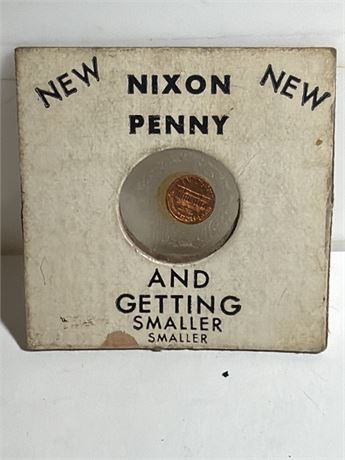 NEW NIXON NEW
PENNY
AND
GETTING
SMALLER
SMALLER